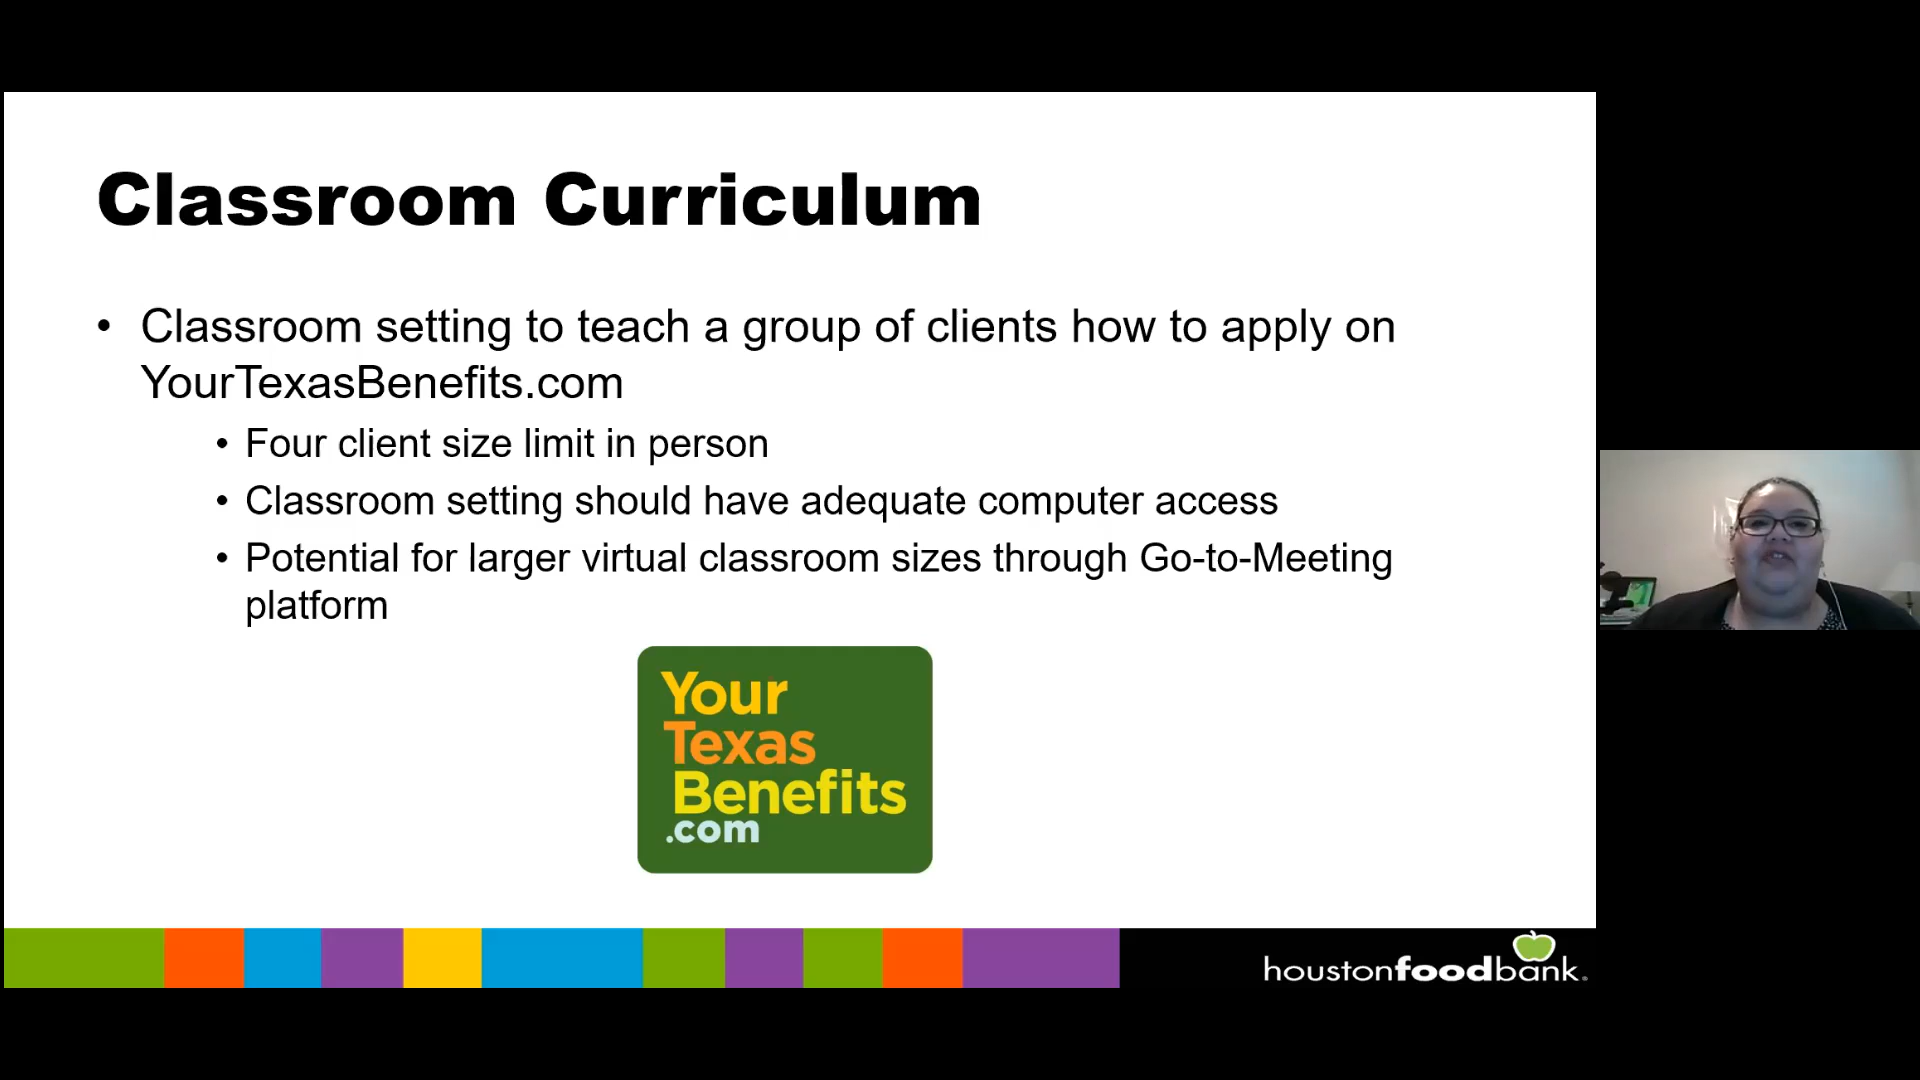 Classroom Curriculum
• Classroom setting to teach a group of clients how to apply on
YourTexasBenefits.com
• Four client size limit in person
• Classroom setting should have adequate computer access
• Potential for larger virtual classroom sizes through Go-to-Meeting
platform
Your
Texas
Benefits
.com
houstonfoodbank.